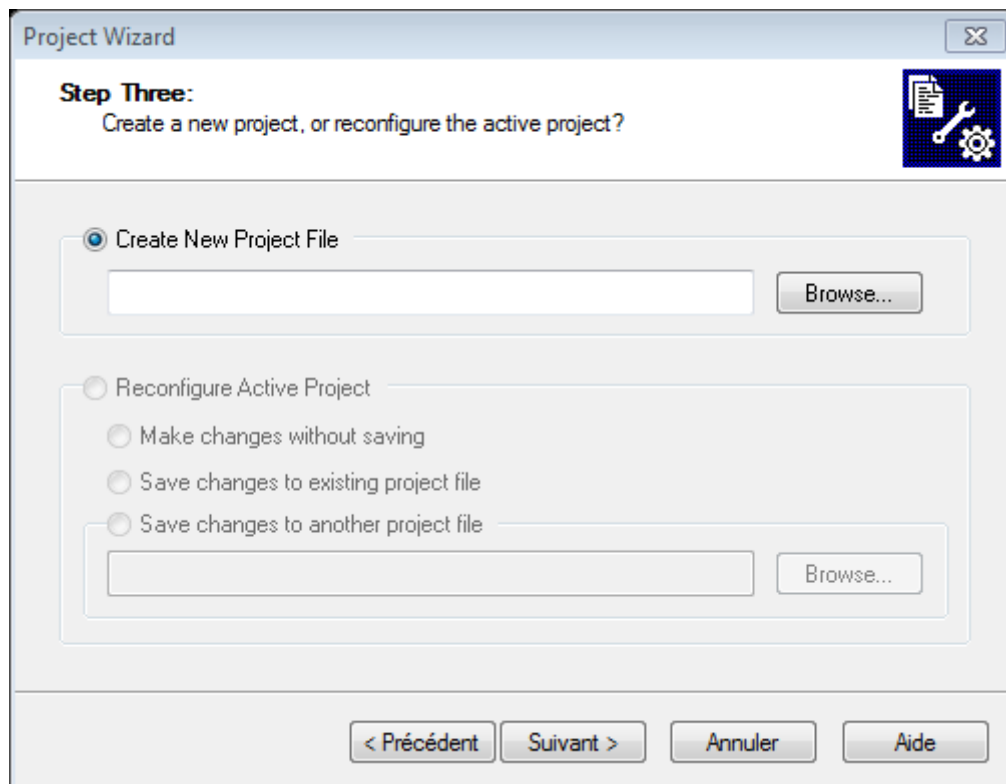 Project Wizard
Step Three:
Create a new project, or reconfigure the active project?
Create New Project File
Browse...
Reconfigure Active Project
Make changes without saving
Save changes to existing project file
Save changes to another project file
Browse...
< Précédent Suivant > Annuler Aide